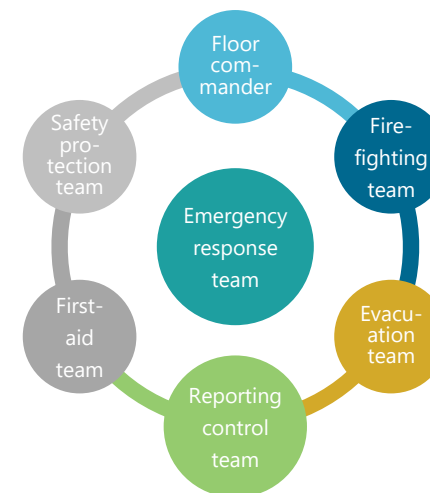 Floor
com-
mander
Fire-
fighting
team
Evacu-
ation
team
Reporting
control
team
First-
aid
team
Safety
pro-
tection
team
Emergency
response
team